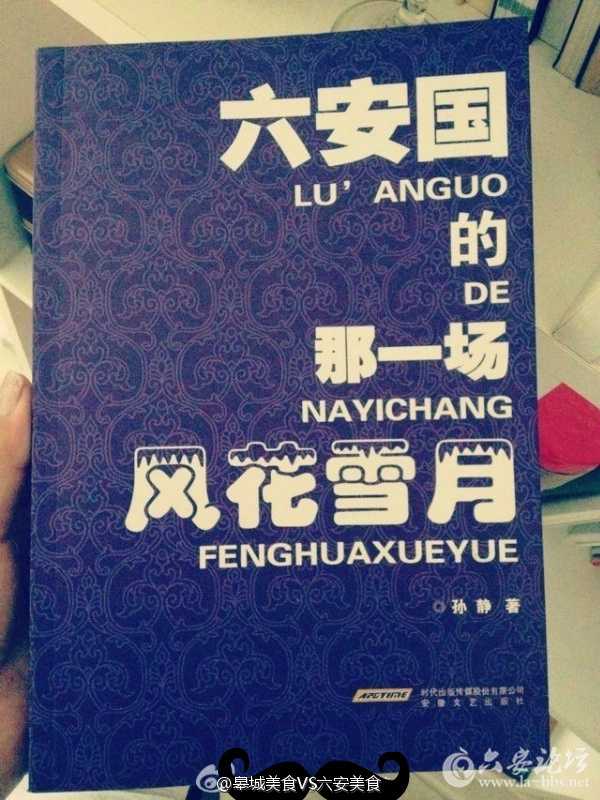 六安国
LU'ANGUO
的
DE
那一场
NAYICHANG
风花雪月
FENGHUAXUEYUE
◎孙静 著
APGTIME
时代出版传媒股份有限公司
安徽文艺出版社
六安论坛
www.la-bbs.net
@皋城美食VS六安美食